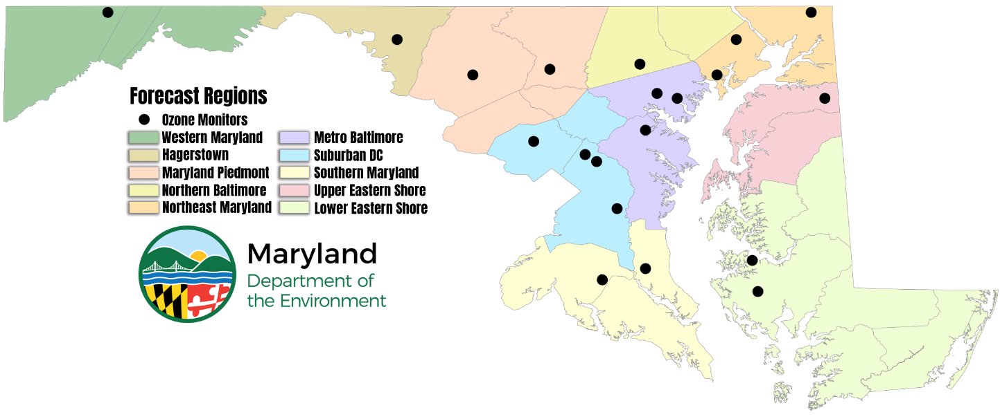 Forecast Regions
Ozone Monitors
Western Maryland
Hagerstown
Maryland Piedmont
Northern Baltimore
Northeast Maryland
Metro Baltimore
Suburban DC
Southern Maryland
Upper Eastern Shore
Lower Eastern Shore
Maryland
Department of
the Environment